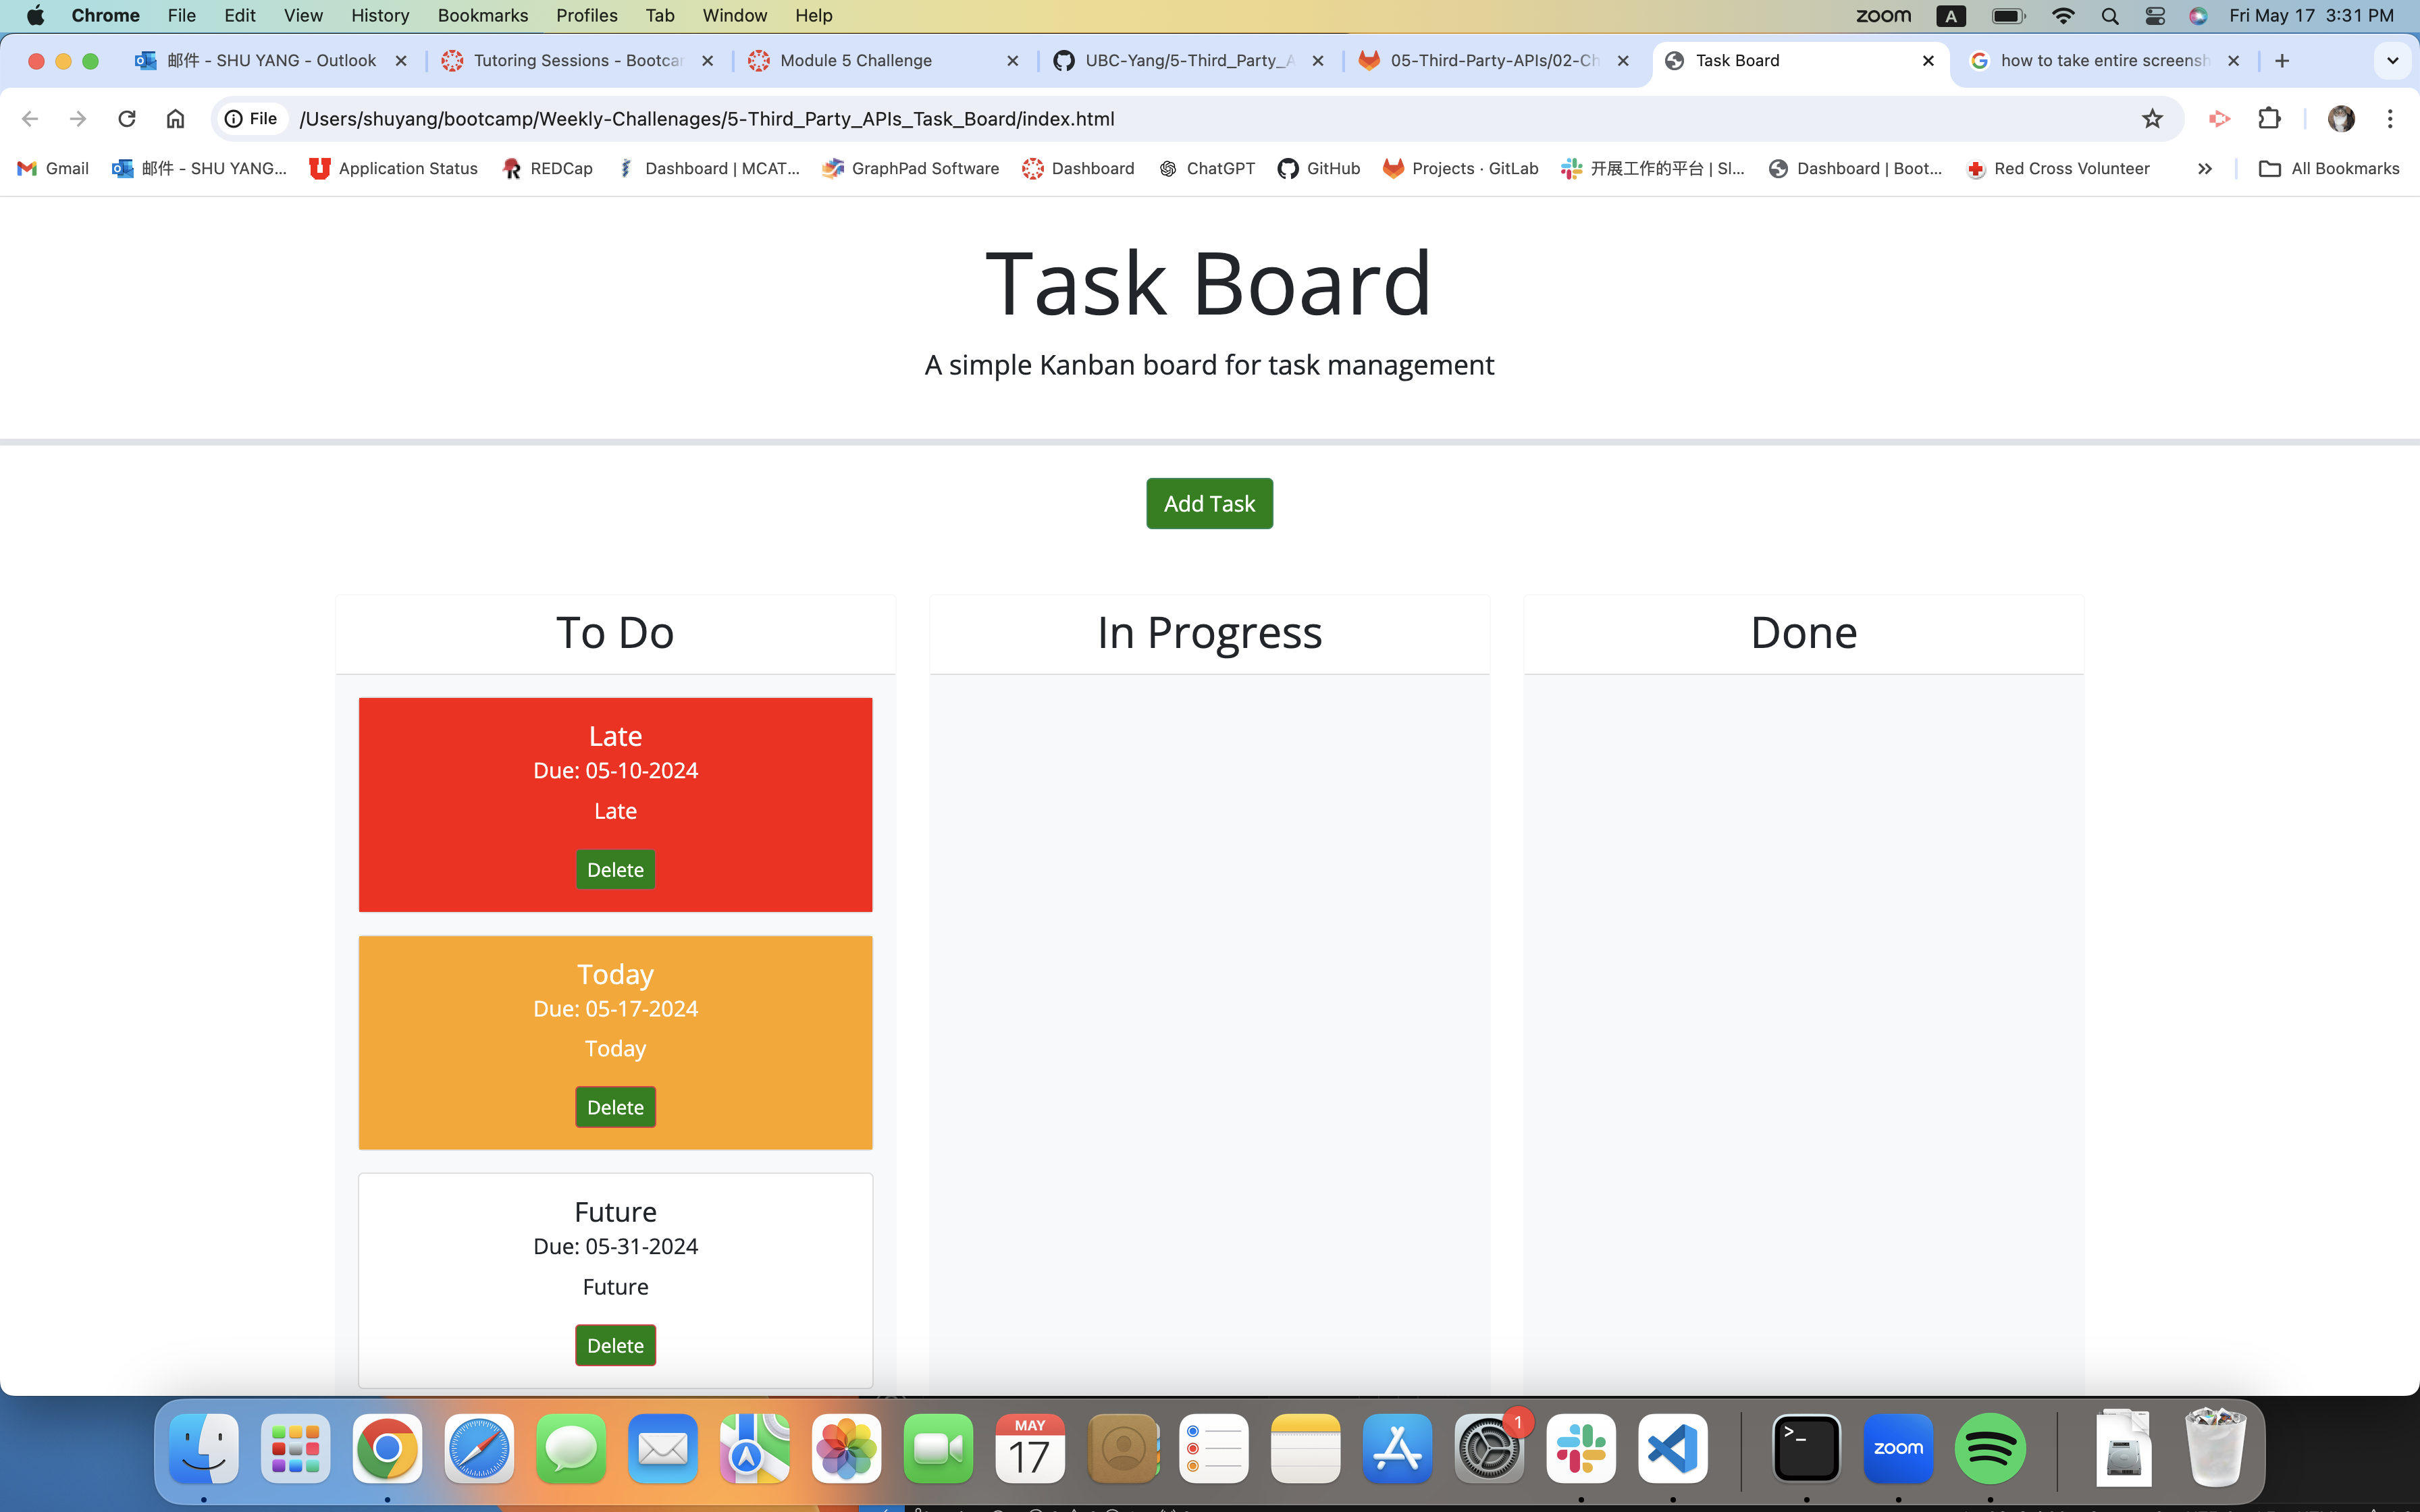 Chrome File Edit View History Bookmarks Profiles Tab Window Help zoom A Fri May 17 3:31 PM
邮件 - SHU YANG - Outlook Tutoring Sessions - Bootcar Module 5 Challenge UBC-Yang/5-Third_Party_A 05-Third-Party-APIs/02-Ch Task Board how to take entire screensh
File /Users/shuyang/bootcamp/Weekly-Challenages/5-Third_Party_APIs_Task_Board/index.html
Gmail 邮件 - SHU YANG... Application Status REDCap Dashboard | MCAT... GraphPad Software Dashboard ChatGPT GitHub Projects · GitLab 开展工作的平台 | Sl... Dashboard | Boot... Red Cross Volunteer All Bookmarks
Task Board
A simple Kanban board for task management
Add Task
To Do
In Progress
Done
Late
Due: 05-10-2024
Late
Delete
Today
Due: 05-17-2024
Today
Delete
Future
Due: 05-31-2024
Future
Delete
MAY
17
1
>_
zoom